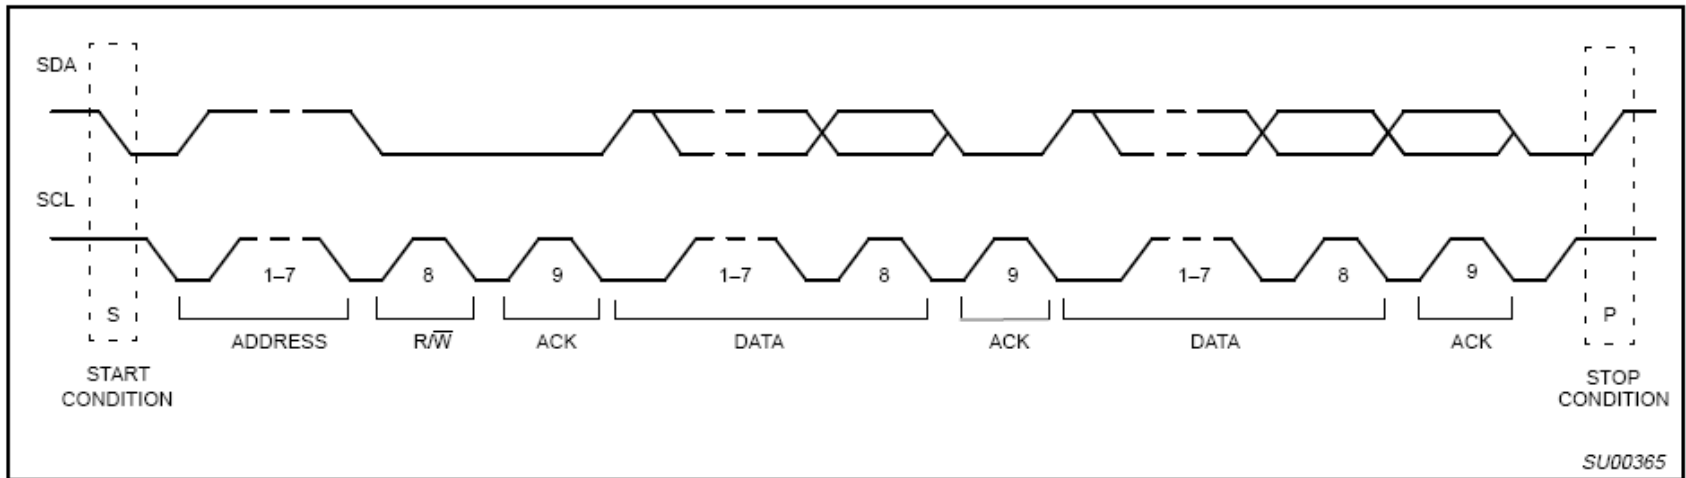 SDA
SCL
1–7
8
9
1–7
8
9
1–7
8
9
S
P
ADDRESS
R/W̅
ACK
DATA
ACK
DATA
ACK
START
CONDITION
STOP
CONDITION
SU00365